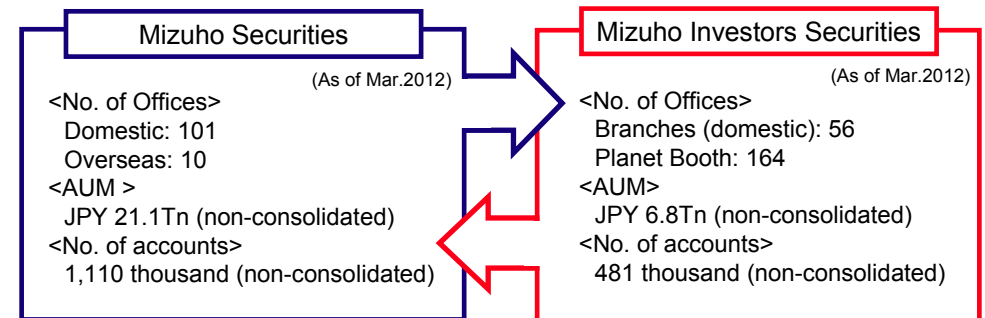 Mizuho Securities
(As of Mar.2012)
<No. of Offices>
Domestic: 101
Overseas: 10
<AUM >
JPY 21.1Tn (non-consolidated)
<No. of accounts>
1,110 thousand (non-consolidated)
Mizuho Investors Securities
(As of Mar.2012)
<No. of Offices>
Branches (domestic): 56
Planet Booth: 164
<AUM>
JPY 6.8Tn (non-consolidated)
<No. of accounts>
481 thousand (non-consolidated)